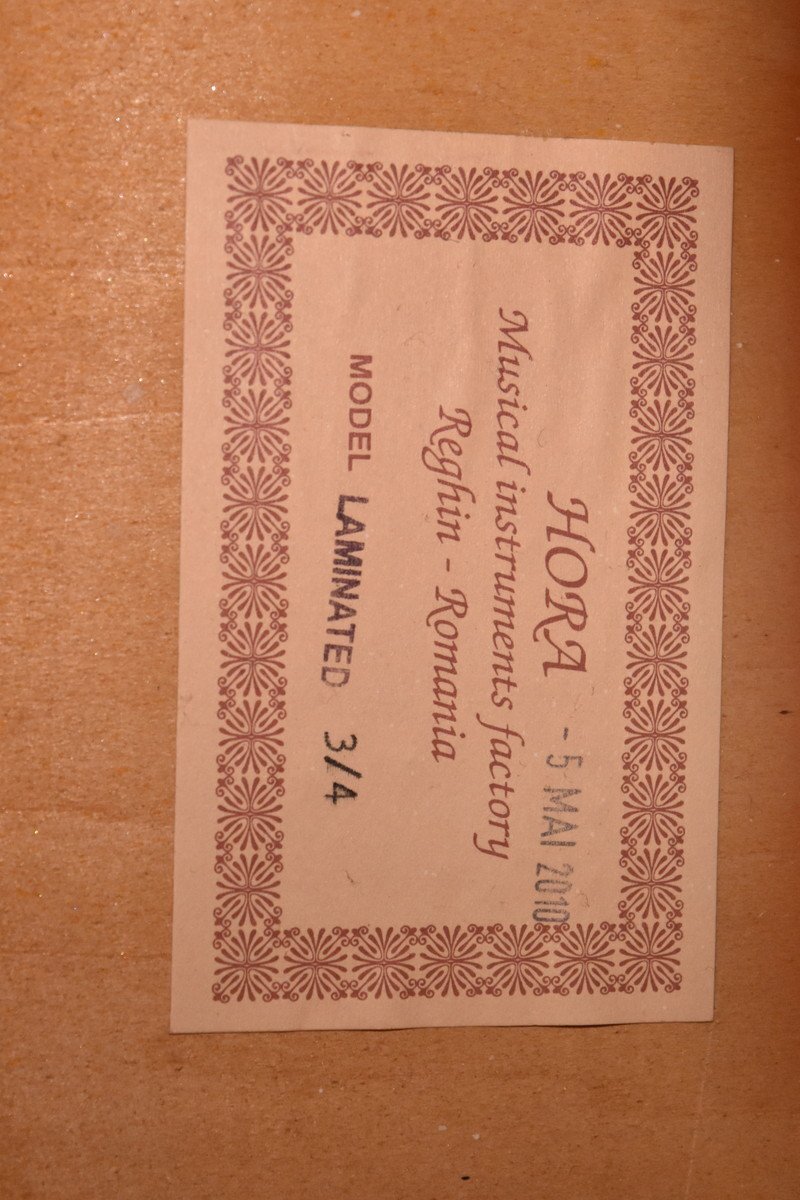 HORA - 5 MAI 2010
Musical instruments factory
Reghin - Romania
MODEL LAMINATED 3/4